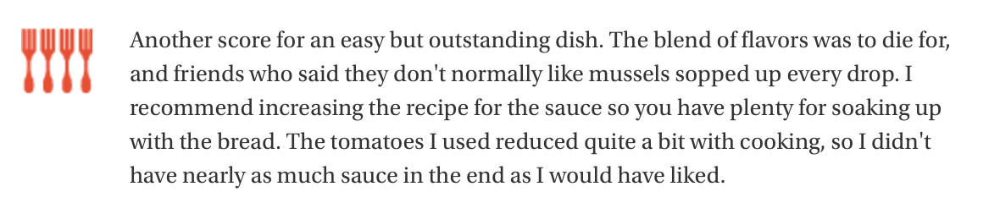 Another score for an easy but outstanding dish. The blend of flavors was to die for,
and friends who said they don't normally like mussels sopped up every drop. I
recommend increasing the recipe for the sauce so you have plenty for soaking up
with the bread. The tomatoes I used reduced quite a bit with cooking, so I didn't
have nearly as much sauce in the end as I would have liked.